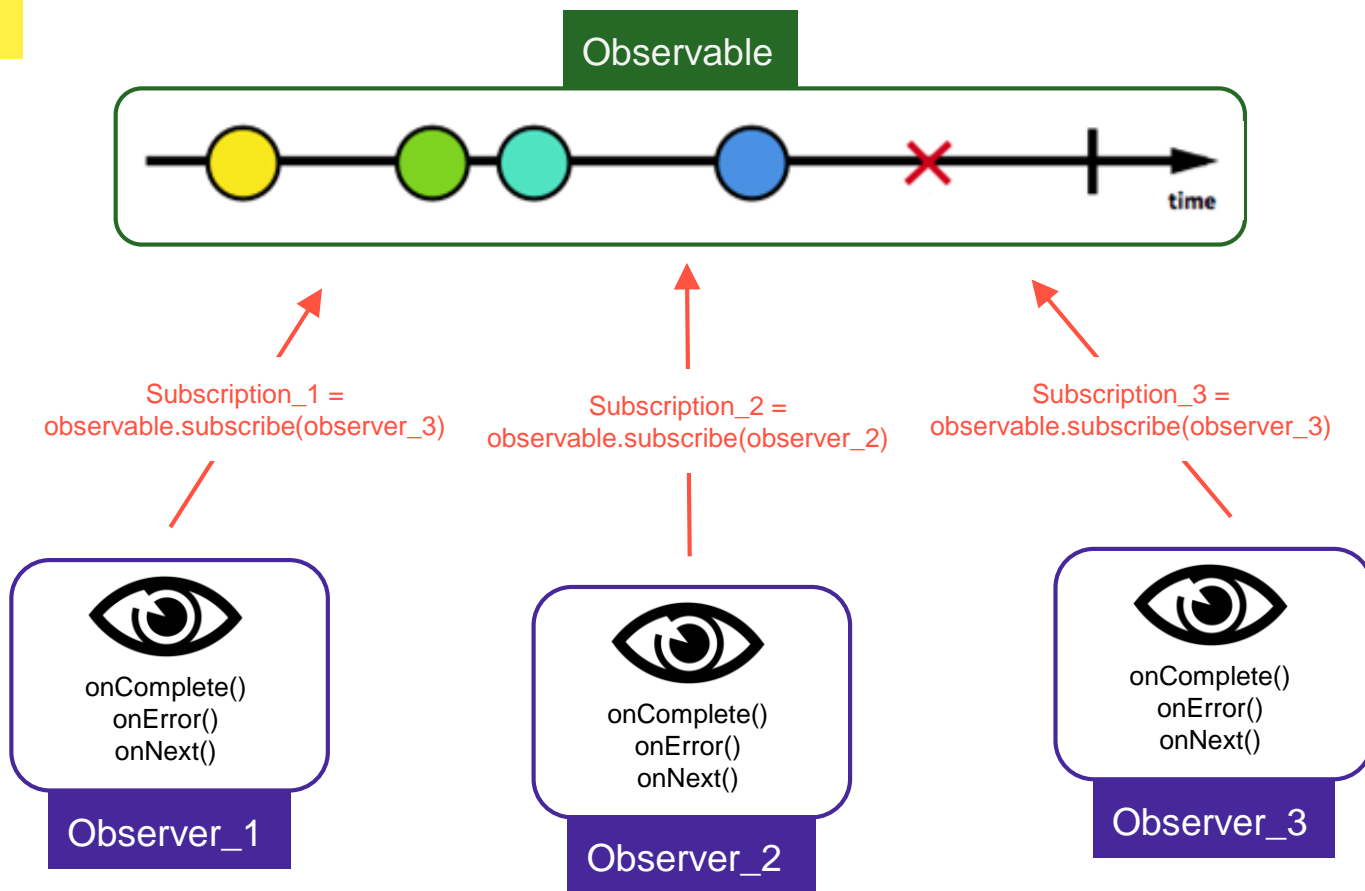 Observable
time
Subscription_1 =
observable.subscribe(observer_3)
Subscription_2 =
observable.subscribe(observer_2)
Subscription_3 =
observable.subscribe(observer_3)
onComplete()
onError()
onNext()
Observer_1
onComplete()
onError()
onNext()
Observer_2
onComplete()
onError()
onNext()
Observer_3